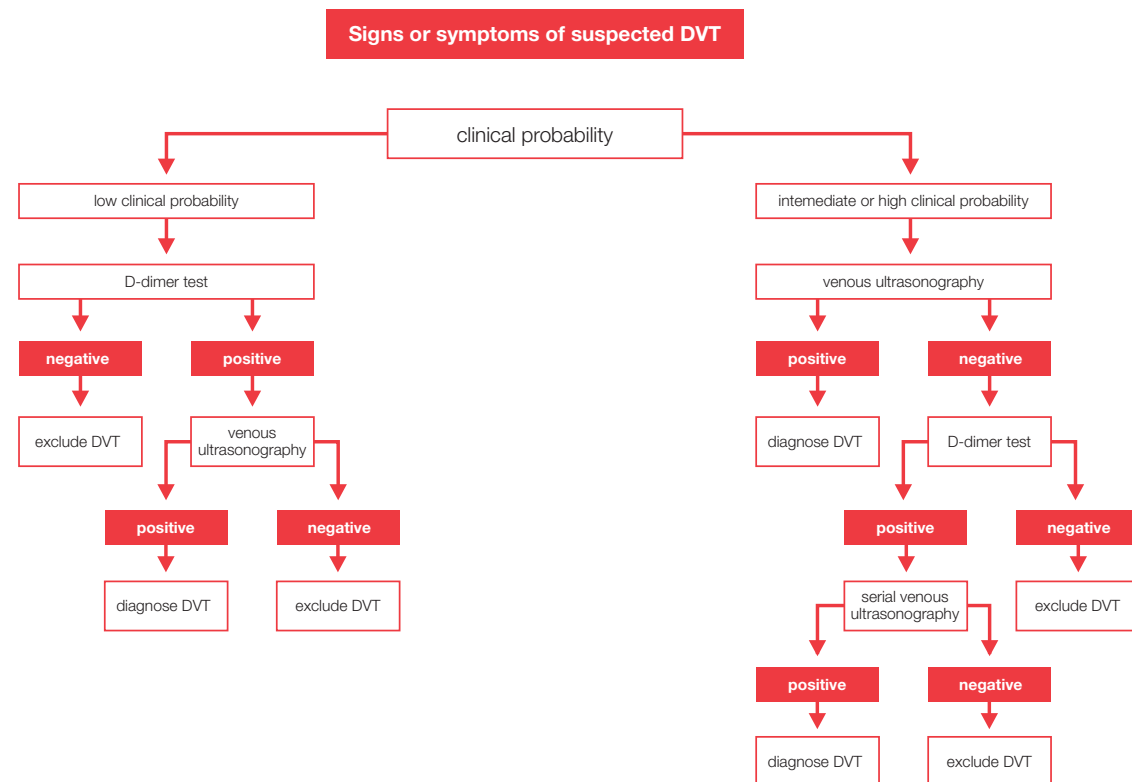 Signs or symptoms of suspected DVT
clinical probability
low clinical probability
intemediate or high clinical probability
D-dimer test
venous ultrasonography
negative
positive
positive
negative
exclude DVT
venous
ultrasonography
diagnose DVT
D-dimer test
positive
negative
positive
negative
diagnose DVT
exclude DVT
serial venous
ultrasonography
exclude DVT
positive
negative
diagnose DVT
exclude DVT